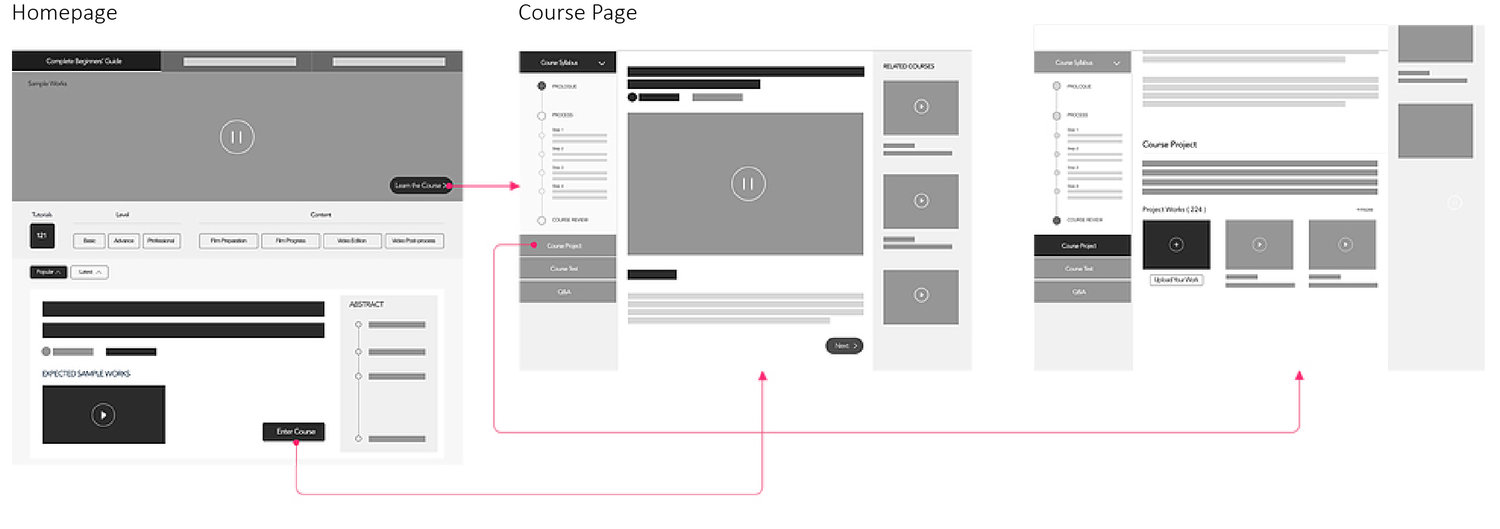 Homepage
Complete Beginners' Guide
Sample Works
Learn the Course
Tutorials
Level
Content
121
Basic
Advance
Professional
Film Preparation
Film Progress
Video Edition
Video Post-process
Popular
Latest
ABSTRACT
EXPECTED SAMPLE WORKS
Enter Course
Course Page
Course Syllabus
PROLOGUE
PROCESS
Step 1
Step 2
Step 3
Step 4
COURSE REVIEW
Course Project
Course Test
Q&A
Next
RELATED COURSES
Course Syllabus
PROLOGUE
PROCESS
Step 1
Step 2
Step 3
COURSE REVIEW
Course Project
Course Test
Q&A
Course Project
Project Works ( 224 )
Upload Your Work